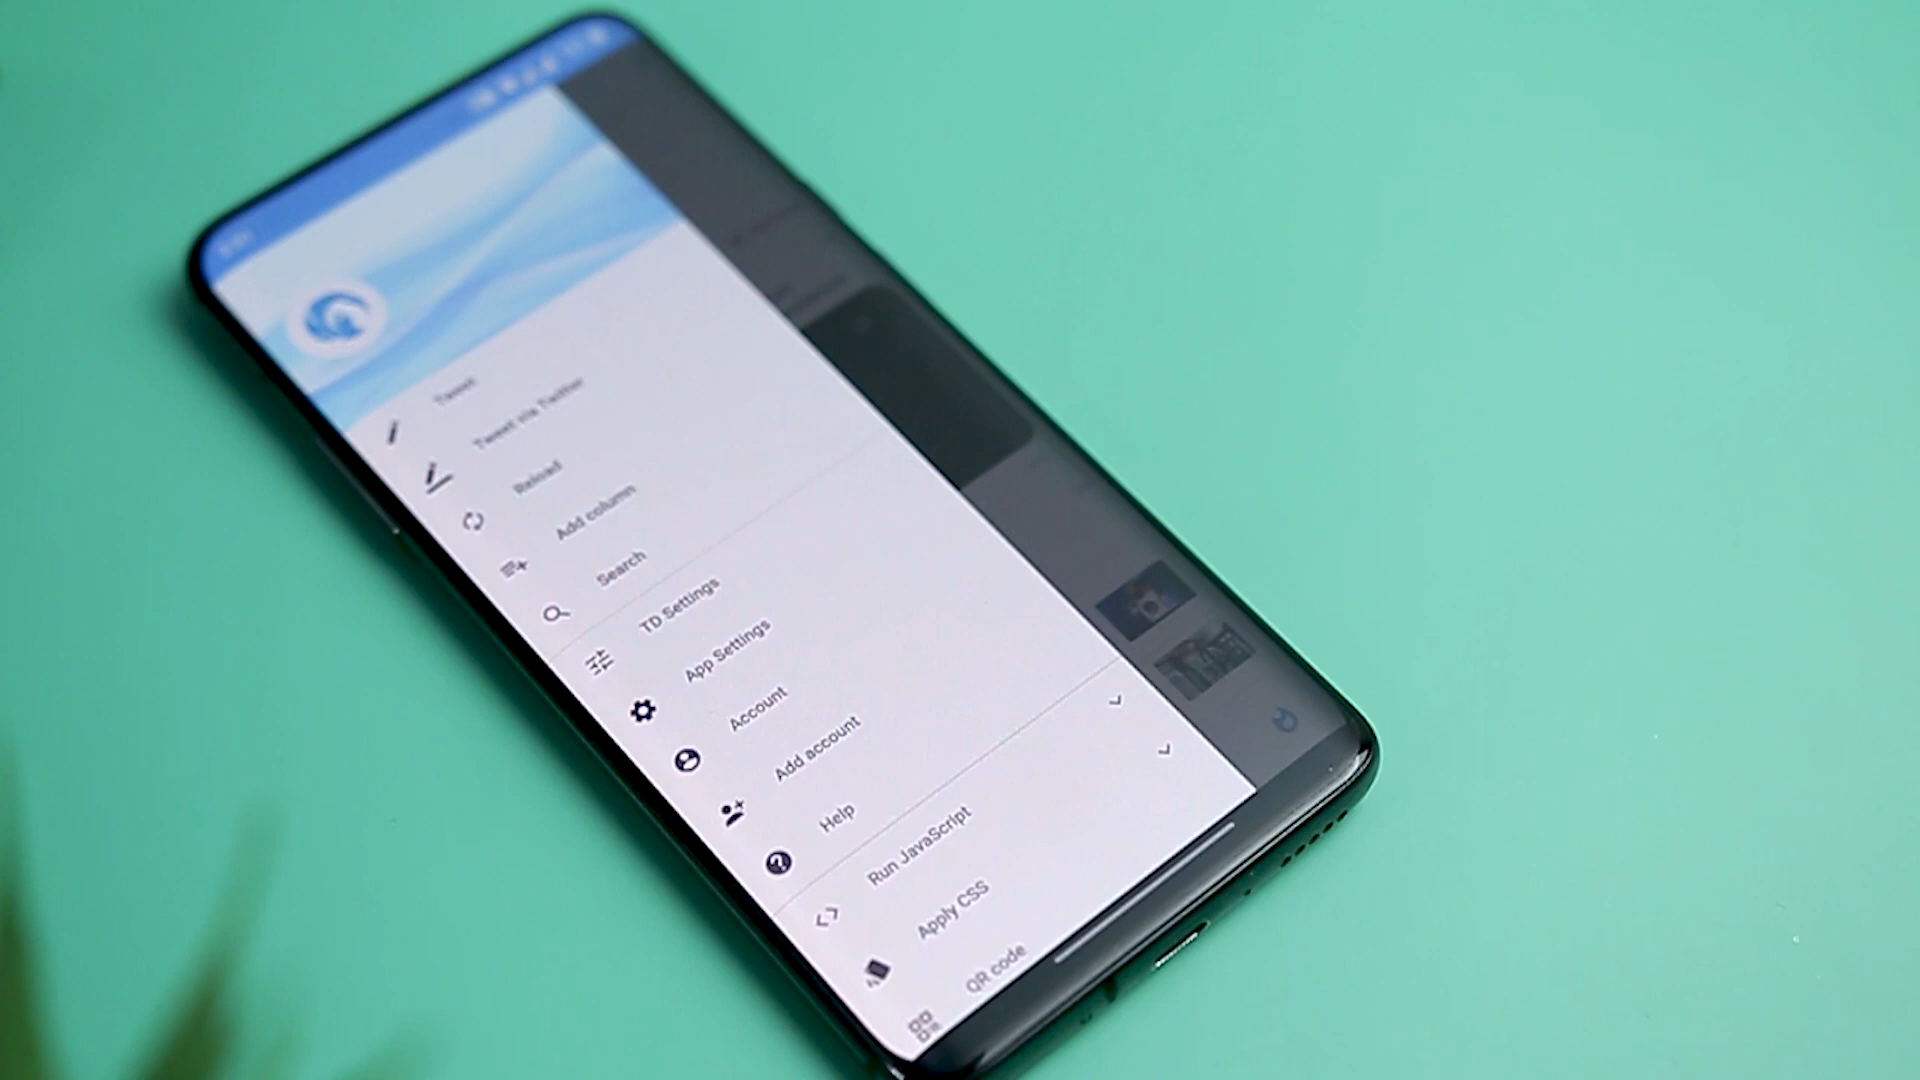 Tweet
Tweet via Twitter
Reload
Add column
Search
TD Settings
App Settings
Account
Add account
Help
Run JavaScript
Apply CSS
QR code